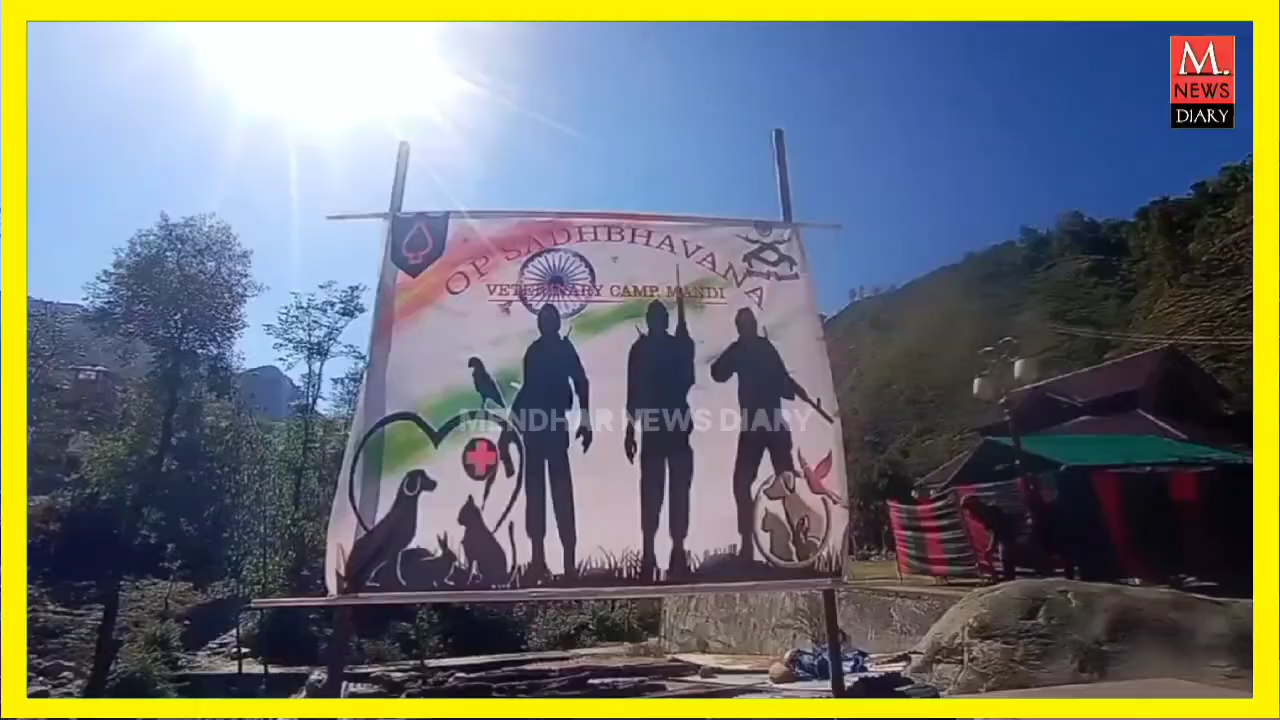 M.
NEWS
DIARY
OP SADHBHAVANA
VETERINARY CAMP MANDI
MENDHAR NEWS DIARY